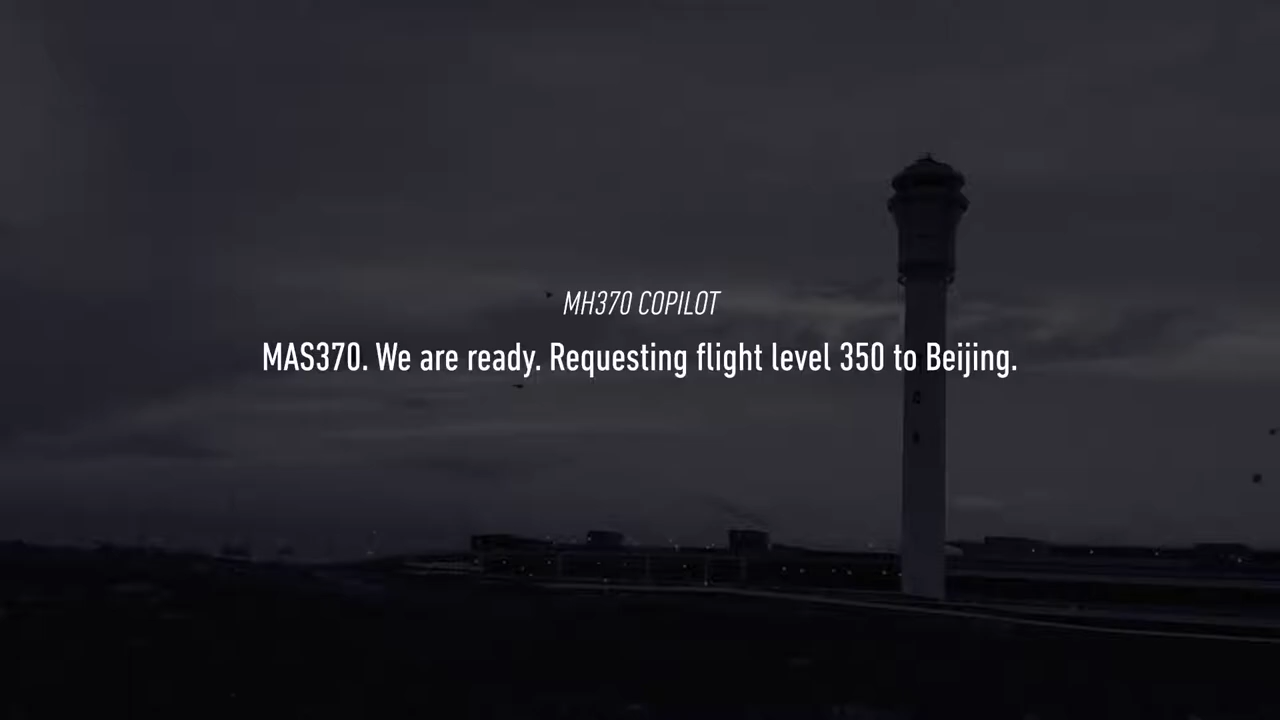 MH370 COPILOT
MAS370. We are ready. Requesting flight level 350 to Beijing.